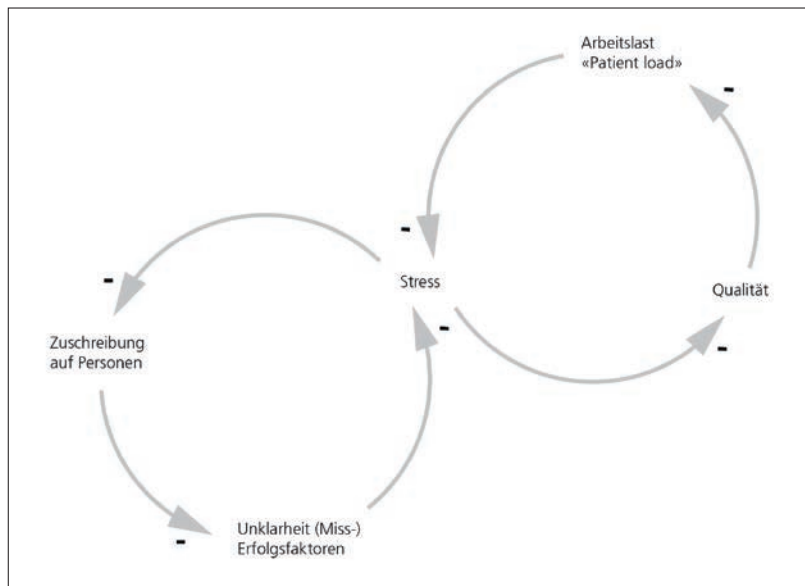 Arbeitslast
«Patient load»
-
-
-
Stress
Qualität
-
-
Zuschreibung
auf Personen
Unklarheit (Miss-)
Erfolgsfaktoren
-